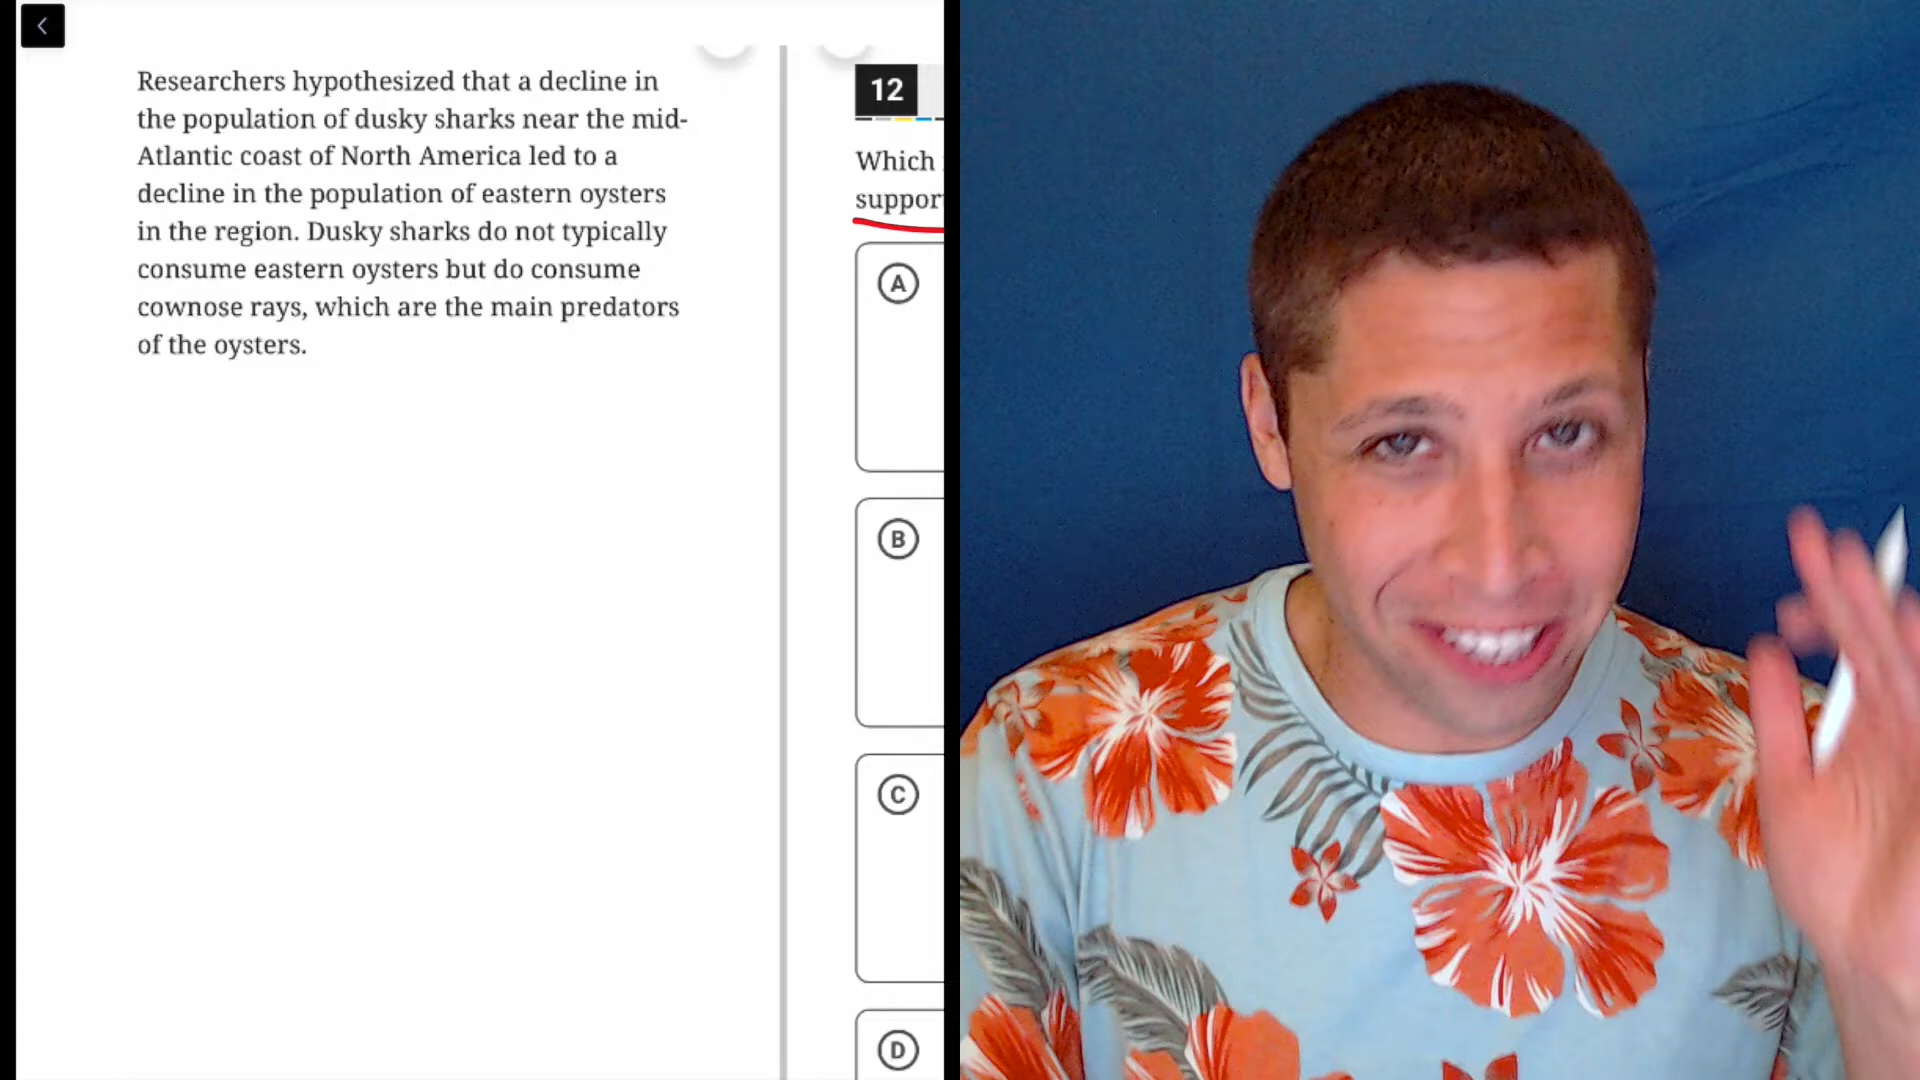 Researchers hypothesized that a decline in
the population of dusky sharks near the mid-
Atlantic coast of North America led to a
decline in the population of eastern oysters
in the region. Dusky sharks do not typically
consume eastern oysters but do consume
cownose rays, which are the main predators
of the oysters.
12
Which
suppor
A
B
C
D